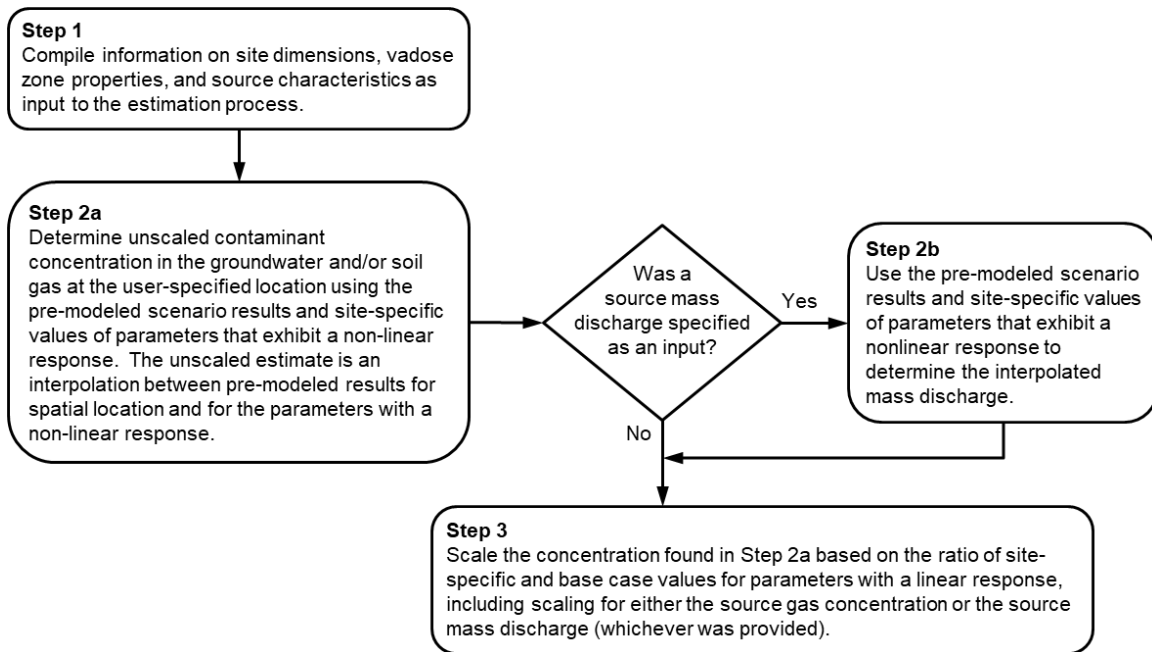 Step 1
Compile information on site dimensions, vadose
zone properties, and source characteristics as
input to the estimation process.
Step 2a
Determine unscaled contaminant
concentration in the groundwater and/or soil
gas at the user-specified location using the
pre-modeled scenario results and site-specific
values of parameters that exhibit a non-linear
response.  The unscaled estimate is an
interpolation between pre-modeled results for
spatial location and for the parameters with a
non-linear response.
Was a
source mass
discharge specified
as an input?
Yes
No
Step 2b
Use the pre-modeled scenario
results and site-specific values
of parameters that exhibit a
nonlinear response to
determine the interpolated
mass discharge.
Step 3
Scale the concentration found in Step 2a based on the ratio of site-
specific and base case values for parameters with a linear response,
including scaling for either the source gas concentration or the source
mass discharge (whichever was provided).